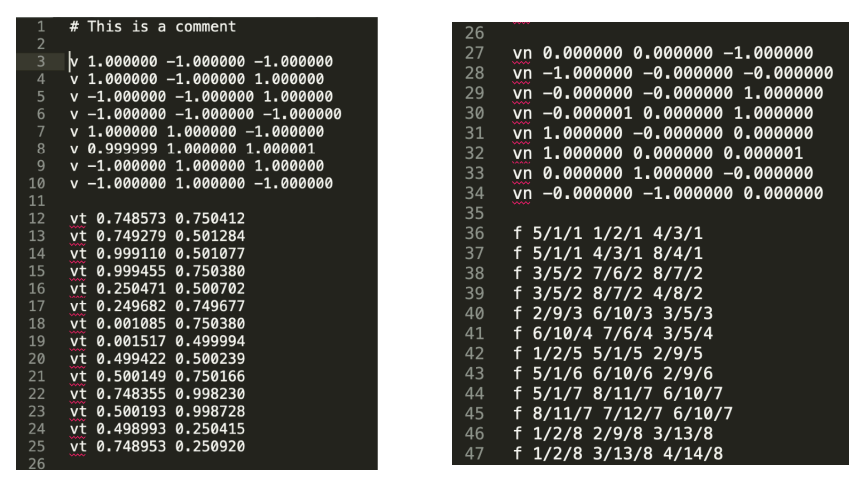 1 # This is a comment
2
3 v 1.000000 -1.000000 -1.000000
4 v 1.000000 -1.000000 1.000000
5 v -1.000000 -1.000000 1.000000
6 v -1.000000 -1.000000 -1.000000
7 v 1.000000 1.000000 -1.000000
8 v 0.999999 1.000000 1.000001
9 v -1.000000 1.000000 1.000000
10 v -1.000000 1.000000 -1.000000
11
12 vt 0.748573 0.750412
13 vt 0.749279 0.501284
14 vt 0.999110 0.501077
15 vt 0.999455 0.750380
16 vt 0.250471 0.500702
17 vt 0.249682 0.749677
18 vt 0.001085 0.750380
19 vt 0.001517 0.499994
20 vt 0.499422 0.500239
21 vt 0.500149 0.750166
22 vt 0.748355 0.998230
23 vt 0.500193 0.998728
24 vt 0.498993 0.250415
25 vt 0.748953 0.250920
26
26
27 vn 0.000000 0.000000 -1.000000
28 vn -1.000000 -0.000000 -0.000000
29 vn -0.000000 -0.000000 1.000000
30 vn -0.000001 0.000000 1.000000
31 vn 1.000000 -0.000000 0.000000
32 vn 1.000000 0.000000 0.000001
33 vn 0.000000 1.000000 -0.000000
34 vn -0.000000 -1.000000 0.000000
35
36 f 5/1/1 1/2/1 4/3/1
37 f 5/1/1 4/3/1 8/4/1
38 f 3/5/2 7/6/2 8/7/2
39 f 3/5/2 8/7/2 4/8/2
40 f 2/9/3 6/10/3 3/5/3
41 f 6/10/4 7/6/4 3/5/4
42 f 1/2/5 5/1/5 2/9/5
43 f 5/1/6 6/10/6 2/9/6
44 f 5/1/7 8/11/7 6/10/7
45 f 8/11/7 7/12/7 6/10/7
46 f 1/2/8 2/9/8 3/13/8
47 f 1/2/8 3/13/8 4/14/8